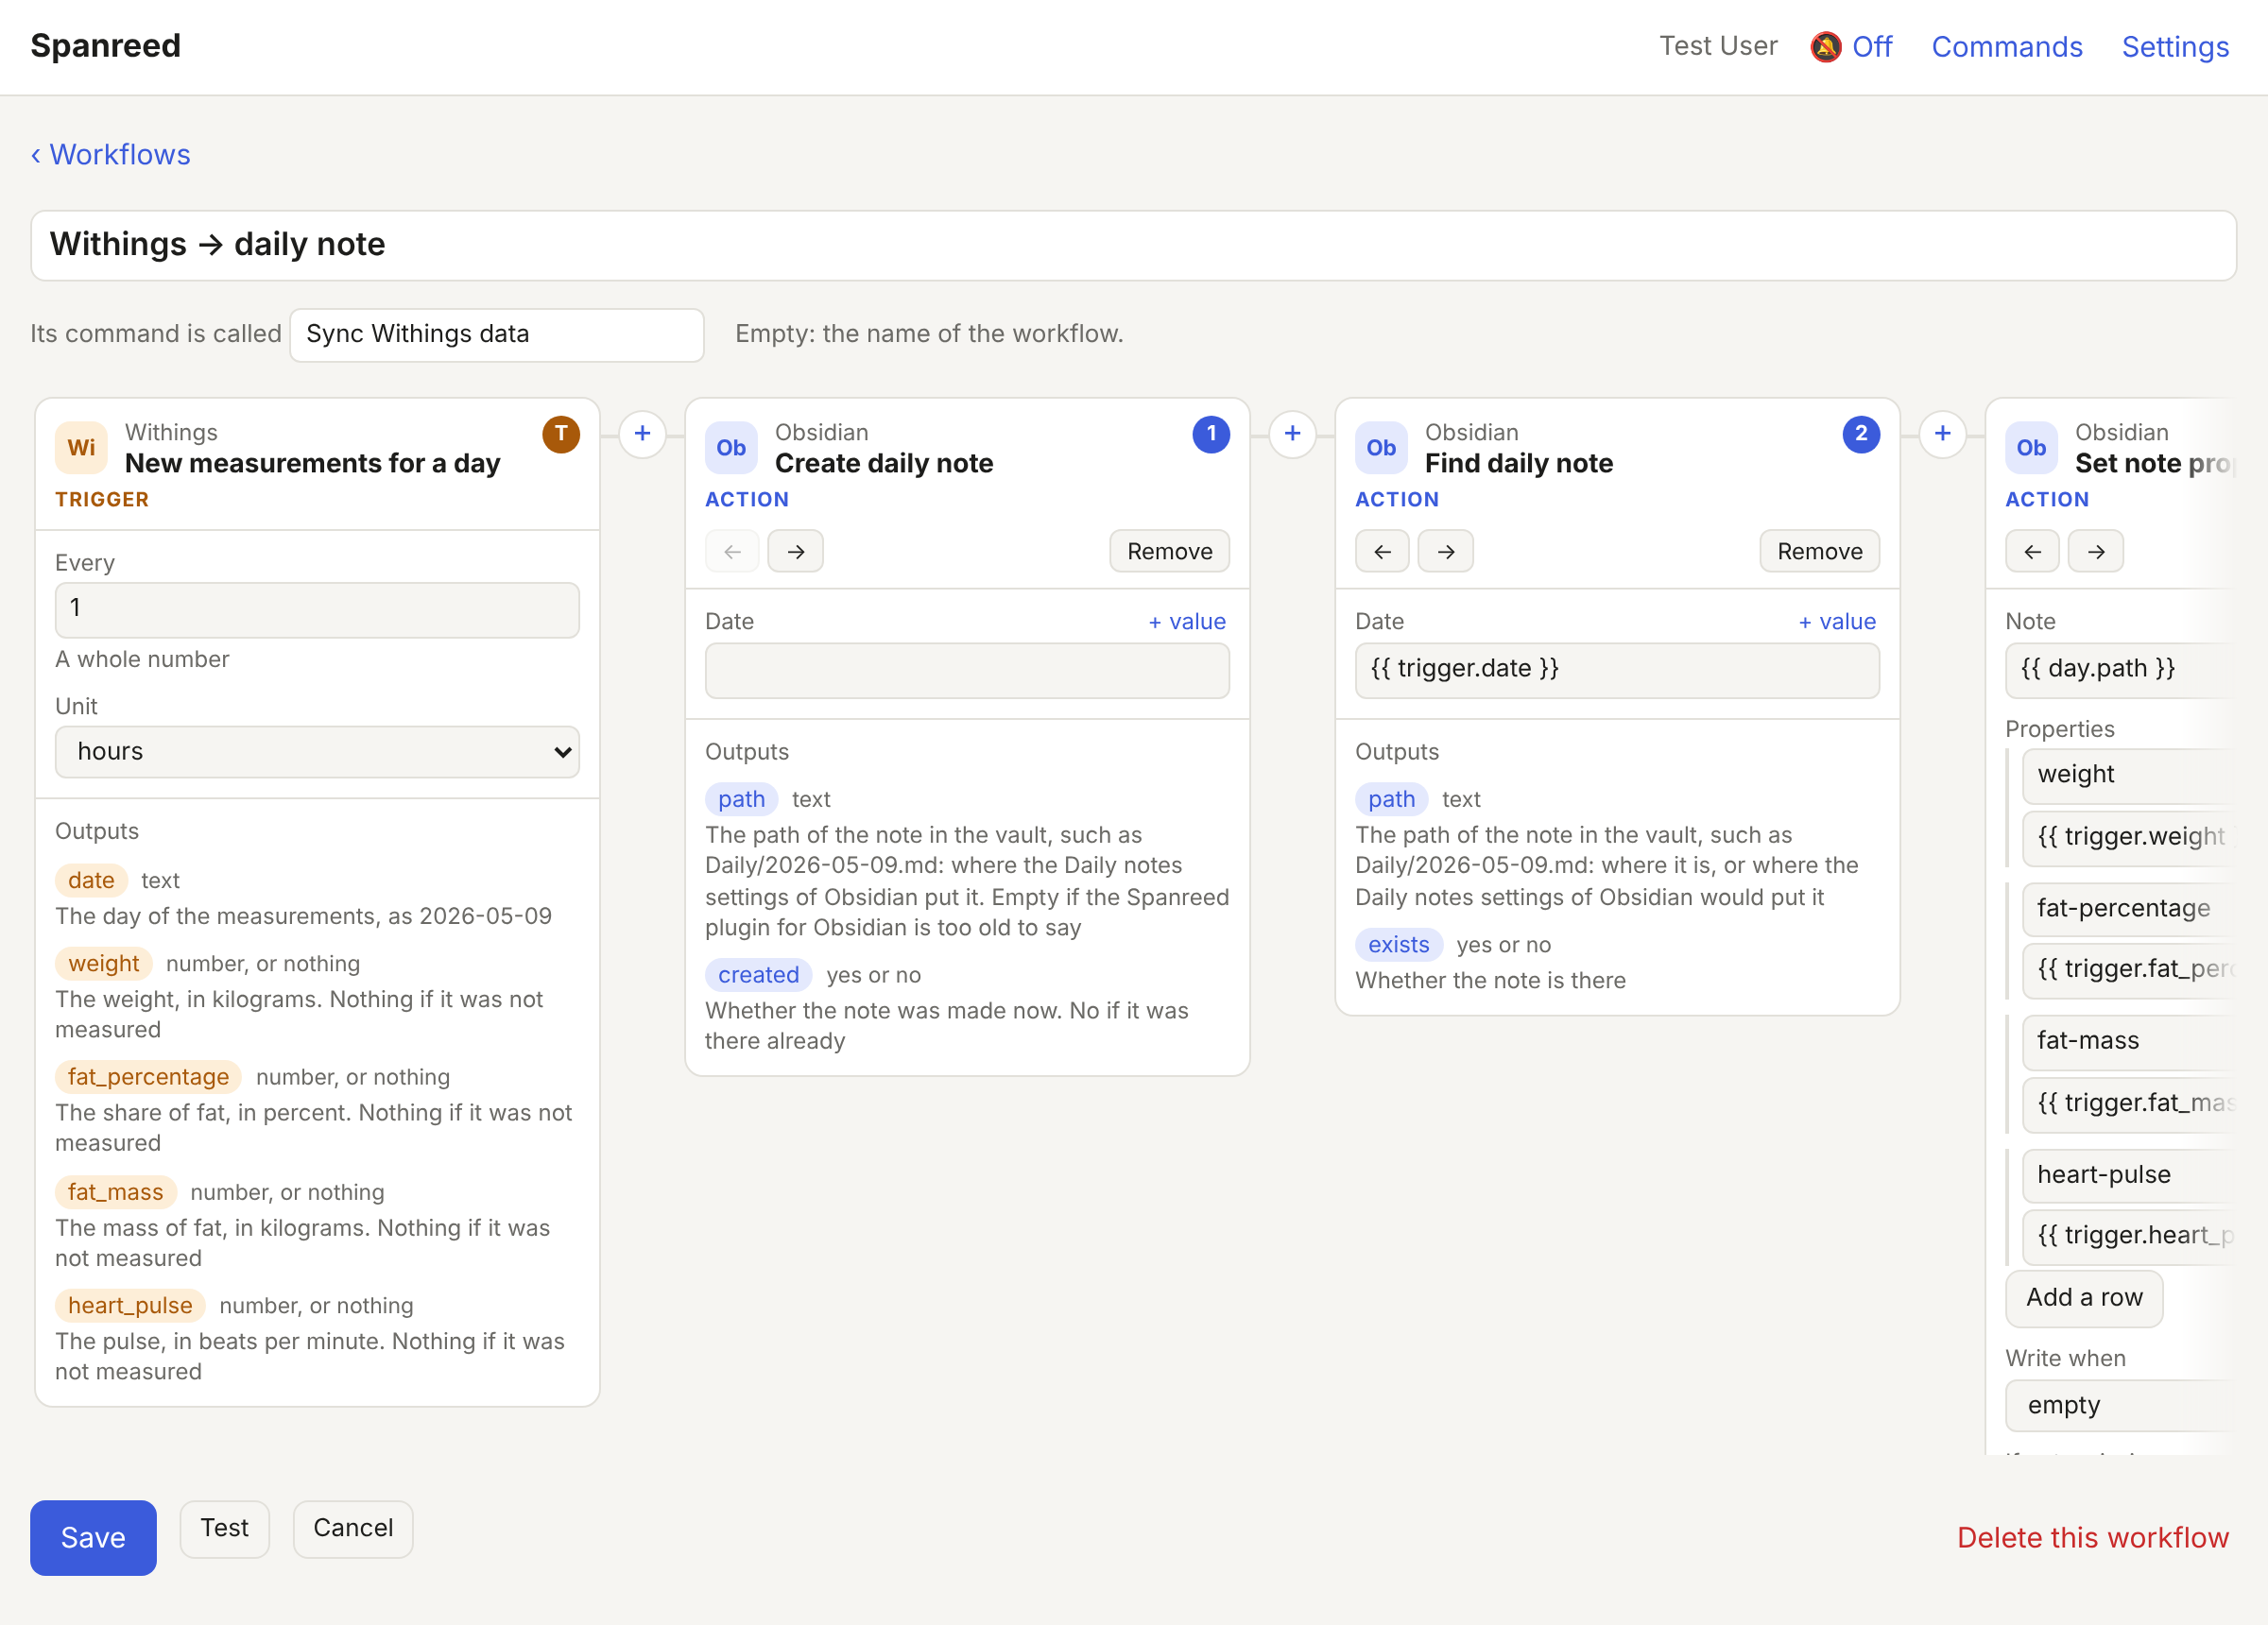 Spanreed
Test User
Off
Commands
Settings
‹ Workflows
Withings → daily note
Its command is called
Sync Withings data
Empty: the name of the workflow.
Wi
Withings
New measurements for a day
T
TRIGGER
Every
1
A whole number
Unit
hours
Outputs
date text
The day of the measurements, as 2026-05-09
weight number, or nothing
The weight, in kilograms. Nothing if it was not
measured
fat_percentage number, or nothing
The share of fat, in percent. Nothing if it was not
measured
fat_mass number, or nothing
The mass of fat, in kilograms. Nothing if it was
not measured
heart_pulse number, or nothing
The pulse, in beats per minute. Nothing if it was
not measured
+
Ob
Obsidian
Create daily note
1
ACTION
← →
Remove
Date
+ value
Outputs
path text
The path of the note in the vault, such as
Daily/2026-05-09.md: where the Daily notes
settings of Obsidian put it. Empty if the Spanreed
plugin for Obsidian is too old to say
created yes or no
Whether the note was made now. No if it was
there already
+
Ob
Obsidian
Find daily note
2
ACTION
← →
Remove
Date
+ value
{{ trigger.date }}
Outputs
path text
The path of the note in the vault, such as
Daily/2026-05-09.md: where it is, or where the
Daily notes settings of Obsidian would put it
exists yes or no
Whether the note is there
+
Ob
Obsidian
Set note
ACTION
← →
Note
{{ day.path }}
Properties
weight
{{ trigger.weight
fat-percentage
{{
fat-mass
{{
heart-pulse
{{
Add a row
Write when
empty
Save
Test
Cancel
Delete this workflow